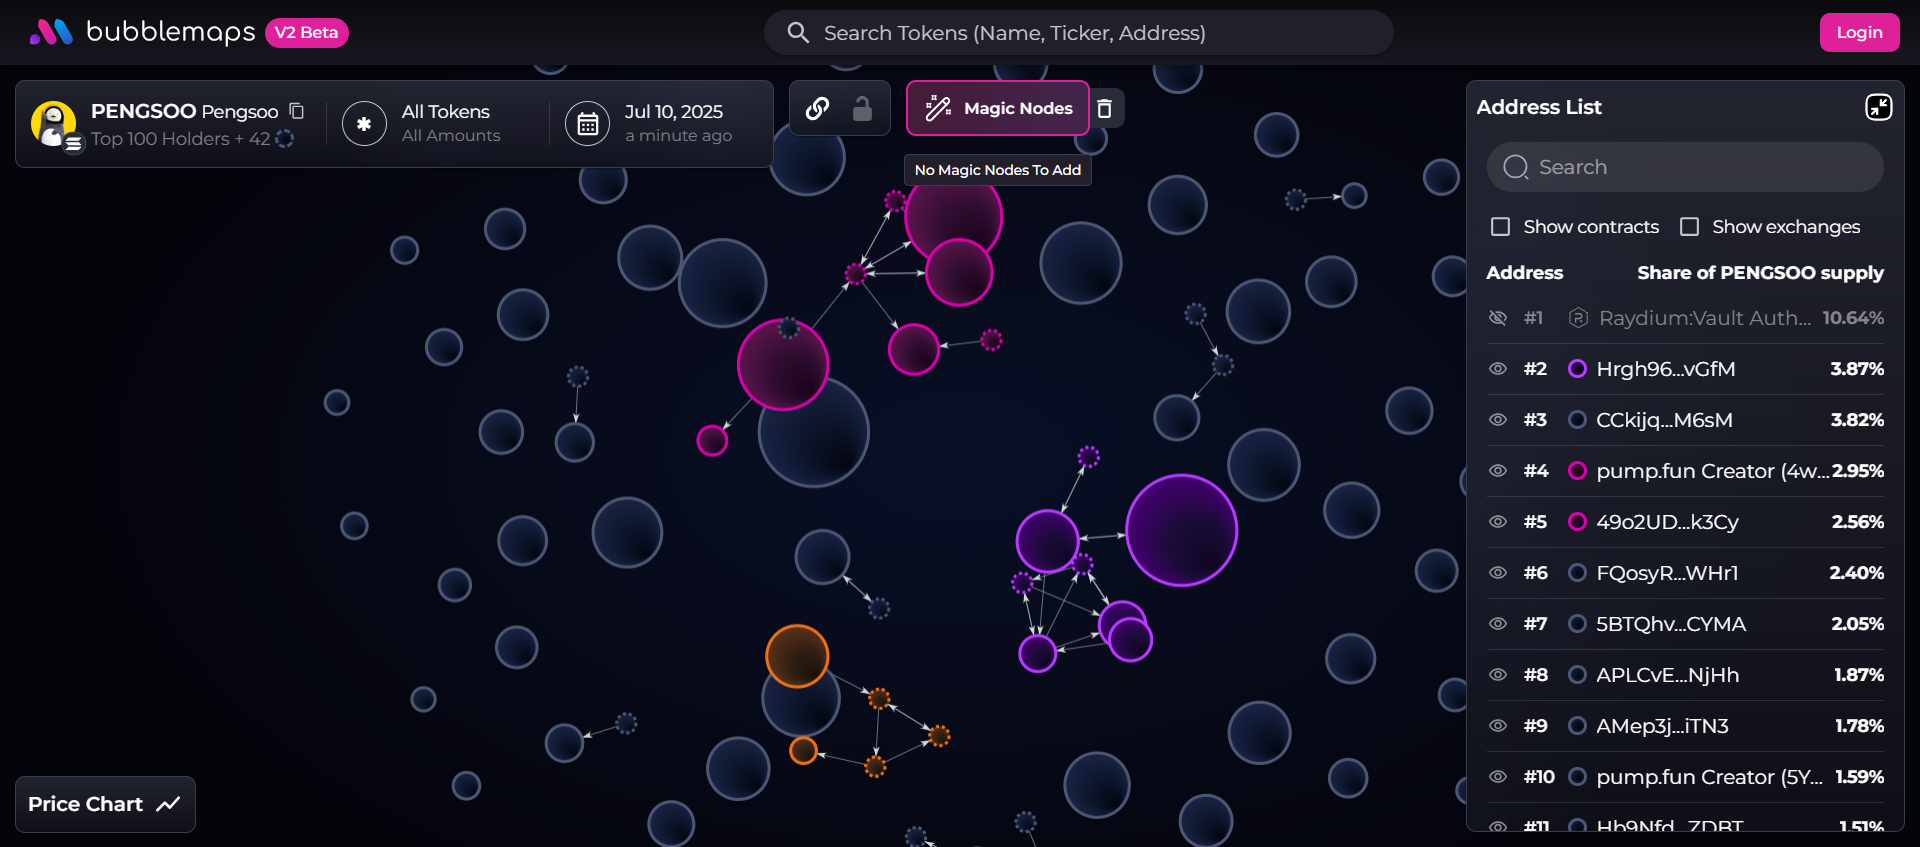 bubblemaps V2 Beta
Search Tokens (Name, Ticker, Address)
Login
PENGSOO Pengsoo
Top 100 Holders + 42
All Tokens
All Amounts
Jul 10, 2025
a minute ago
Magic Nodes
No Magic Nodes To Add
Address List
Search
Show contracts Show exchanges
Address Share of PENGSOO supply
#1 Raydium:Vault Auth... 10.64%
#2 Hrgh96...vGfM 3.87%
#3 CCkijq...M6sM 3.82%
#4 pump.fun Creator (4w... 2.95%
#5 49o2UD...k3Cy 2.56%
#6 FQosyR...WHr1 2.40%
#7 5BTQhv...CYMA 2.05%
#8 APLCvE...NjHh 1.87%
#9 AMep3j...iTN3 1.78%
#10 pump.fun Creator (5Y... 1.59%
#11 Hb9Nfd...ZDBT 1.51%
Price Chart